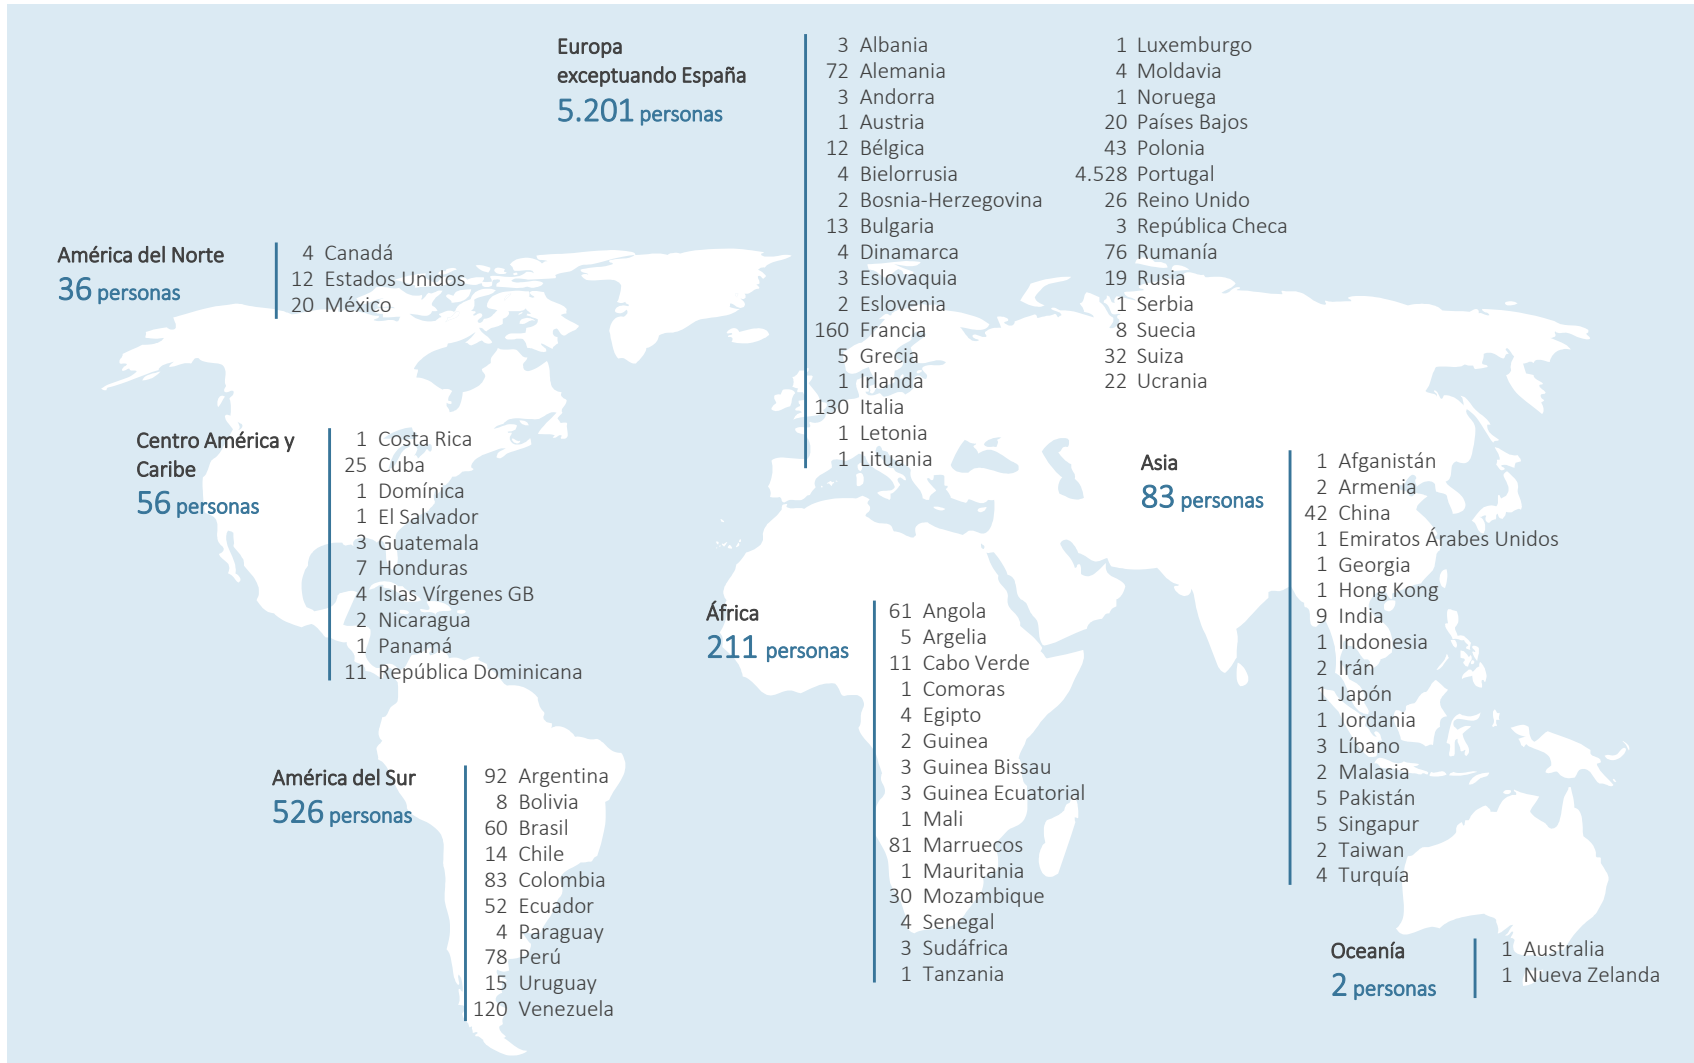 Europa
exceptuando España
5.201 personas
3 Albania
72 Alemania
3 Andorra
1 Austria
12 Bélgica
4 Bielorrusia
2 Bosnia-Herzegovina
13 Bulgaria
4 Dinamarca
3 Eslovaquia
2 Eslovenia
160 Francia
5 Grecia
1 Irlanda
130 Italia
1 Letonia
1 Lituania
1 Luxemburgo
4 Moldavia
1 Noruega
20 Países Bajos
43 Polonia
4.528 Portugal
26 Reino Unido
3 República Checa
76 Rumanía
19 Rusia
1 Serbia
8 Suecia
32 Suiza
22 Ucrania
América del Norte
36 personas
4 Canadá
12 Estados Unidos
20 México
Centro América y
Caribe
56 personas
1 Costa Rica
25 Cuba
1 Domínica
1 El Salvador
3 Guatemala
7 Honduras
4 Islas Vírgenes GB
2 Nicaragua
1 Panamá
11 República Dominicana
Asia
83 personas
1 Afganistán
2 Armenia
42 China
1 Emiratos Árabes Unidos
1 Georgia
1 Hong Kong
9 India
1 Indonesia
2 Irán
1 Japón
1 Jordania
3 Líbano
2 Malasia
5 Pakistán
5 Singapur
2 Taiwan
4 Turquía
África
211 personas
61 Angola
5 Argelia
11 Cabo Verde
1 Comoras
4 Egipto
2 Guinea
3 Guinea Bissau
3 Guinea Ecuatorial
1 Mali
81 Marruecos
1 Mauritania
30 Mozambique
4 Senegal
3 Sudáfrica
1 Tanzania
América del Sur
526 personas
92 Argentina
8 Bolivia
60 Brasil
14 Chile
83 Colombia
52 Ecuador
4 Paraguay
78 Perú
15 Uruguay
120 Venezuela
Oceanía
2 personas
1 Australia
1 Nueva Zelanda